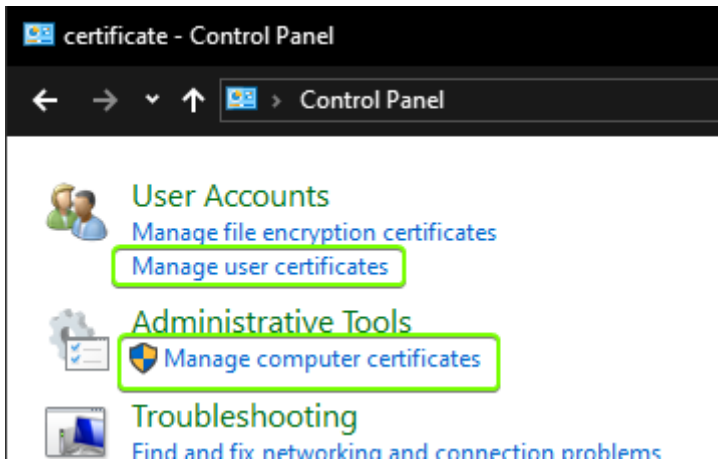 certificate - Control Panel
Control Panel
User Accounts
Manage file encryption certificates
Manage user certificates
Administrative Tools
Manage computer certificates
Troubleshooting
Find and fix networking and connection problems